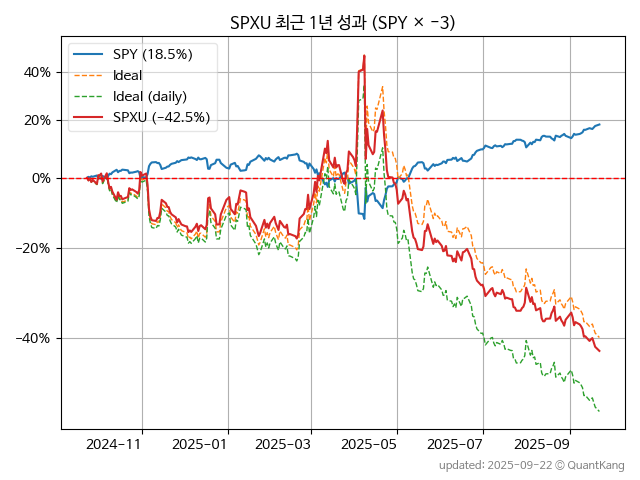 SPXU 최근 1년 성과 (SPY × −3)
SPY (18.5%)
Ideal
Ideal (daily)
SPXU (−42.5%)
40%
20%
0%
−20%
−40%
2024-11
2025-01
2025-03
2025-05
2025-07
2025-09
updated: 2025-09-22 © QuantKang